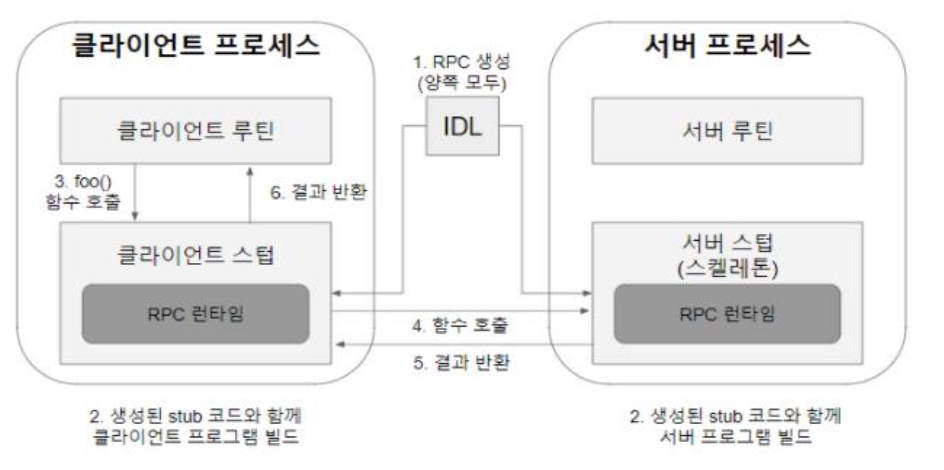 클라이언트 프로세스
서버 프로세스
1. RPC 생성
(양쪽 모두)
IDL
클라이언트 루틴
서버 루틴
3. foo()
함수 호출
6. 결과 반환
클라이언트 스텁
RPC 런타임
서버 스텁
(스켈레톤)
RPC 런타임
4. 함수 호출
5. 결과 반환
2. 생성된 stub 코드와 함께
클라이언트 프로그램 빌드
2. 생성된 stub 코드와 함께
서버 프로그램 빌드